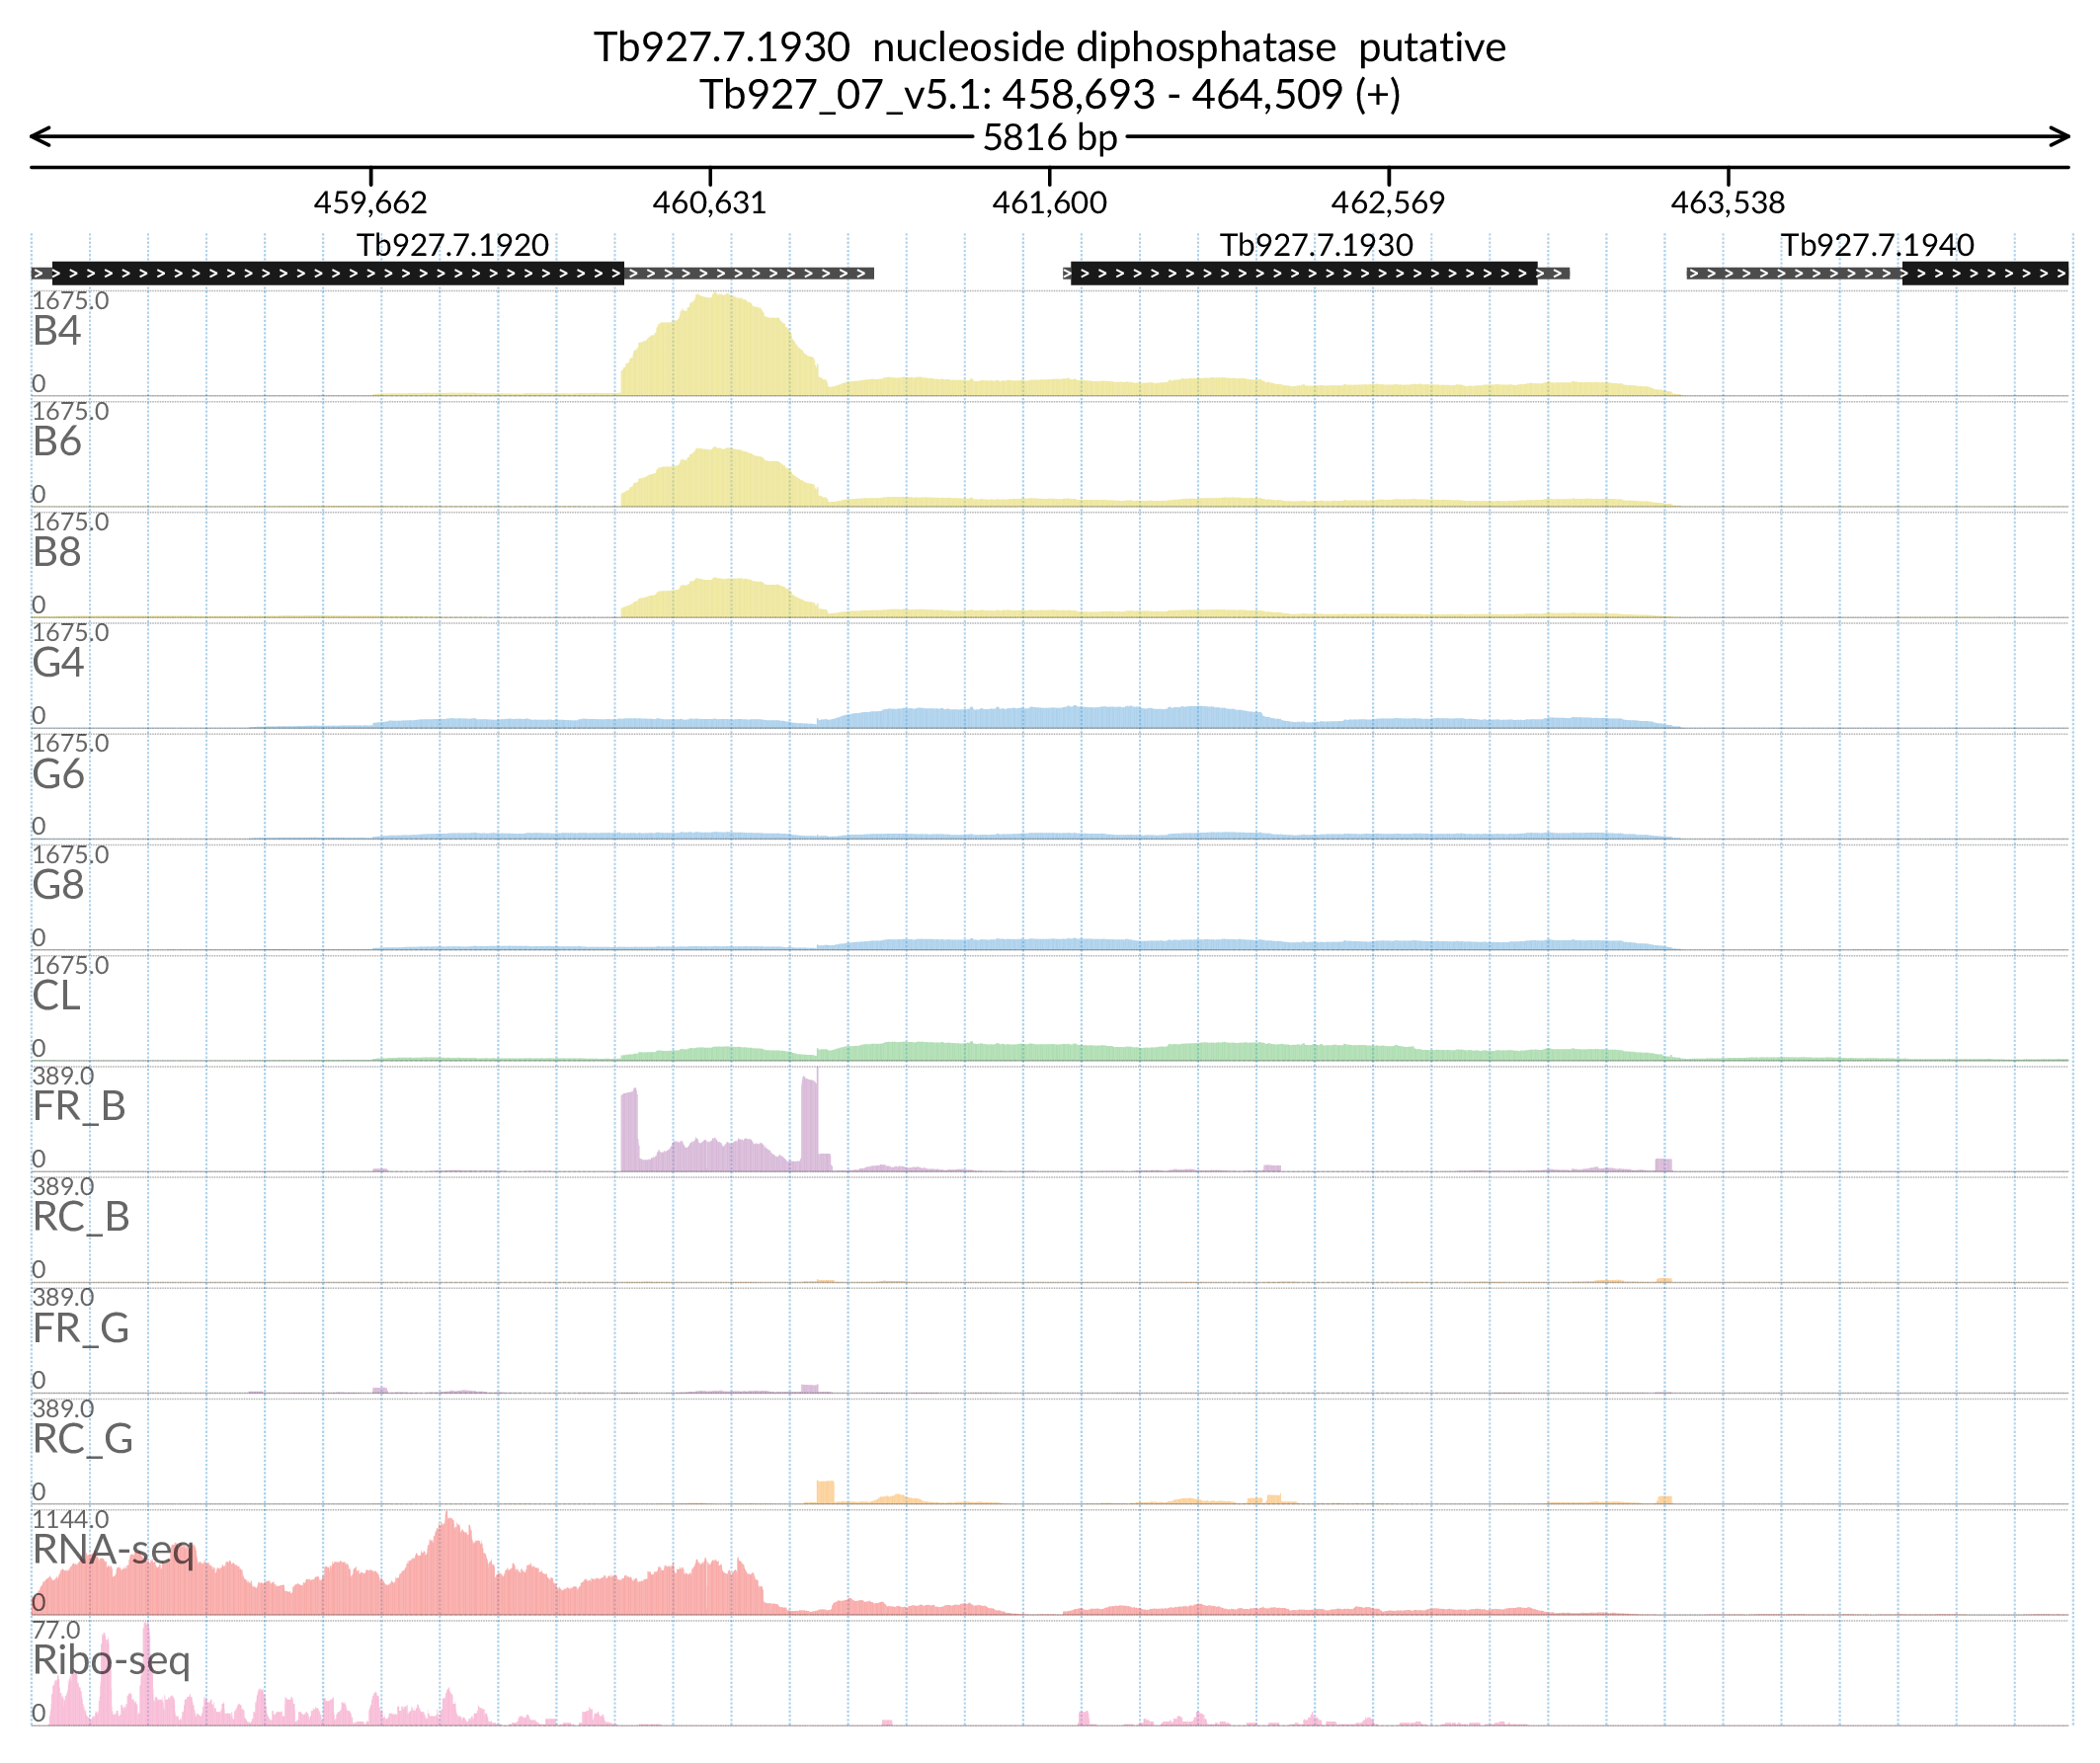 Tb927.7.1930 nucleoside diphosphatase putative
Tb927_07_v5.1: 458,693 - 464,509 (+)
5816 bp
459,662 460,631 461,600 462,569 463,538
Tb927.7.1920 Tb927.7.1930 Tb927.7.1940
1675.0
B4
0
1675.0
B6
0
1675.0
B8
0
1675.0
G4
0
1675.0
G6
0
1675.0
G8
0
1675.0
CL
0
389.0
FR_B
0
389.0
RC_B
0
389.0
FR_G
0
389.0
RC_G
0
1144.0
RNA-seq
0
77.0
Ribo-seq
0